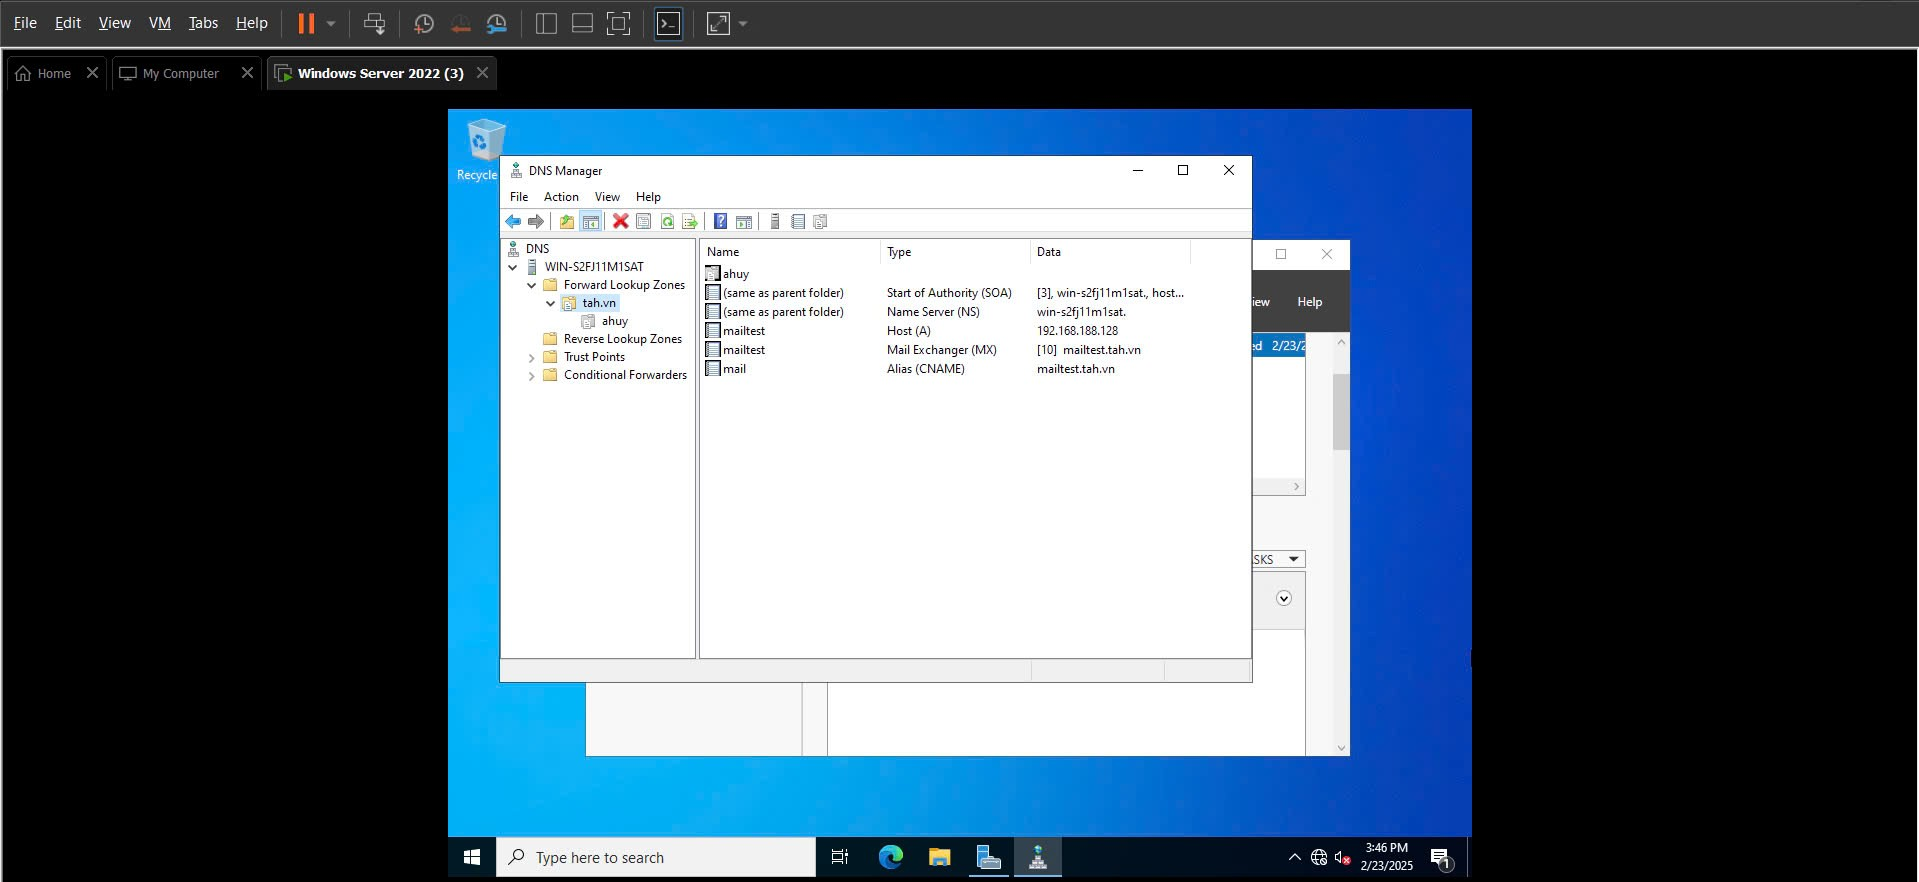 File Edit View VM Tabs Help
Home My Computer Windows Server 2022 (3)
Recycle
DNS Manager
File Action View Help
DNS
WIN-S2FJ11M1SAT
Forward Lookup Zones
tah.vn
ahuy
Reverse Lookup Zones
Trust Points
Conditional Forwarders
Name Type Data
ahuy
(same as parent folder) Start of Authority (SOA) [3], win-s2fj11m1sat., host...
(same as parent folder) Name Server (NS) win-s2fj11m1sat.
mailtest Host (A) 192.168.188.128
mailtest Mail Exchanger (MX) [10] mailtest.tah.vn
mail Alias (CNAME) mailtest.tah.vn
iew Help
ed 2/23/2
SKS
Type here to search
3:46 PM
2/23/2025
1